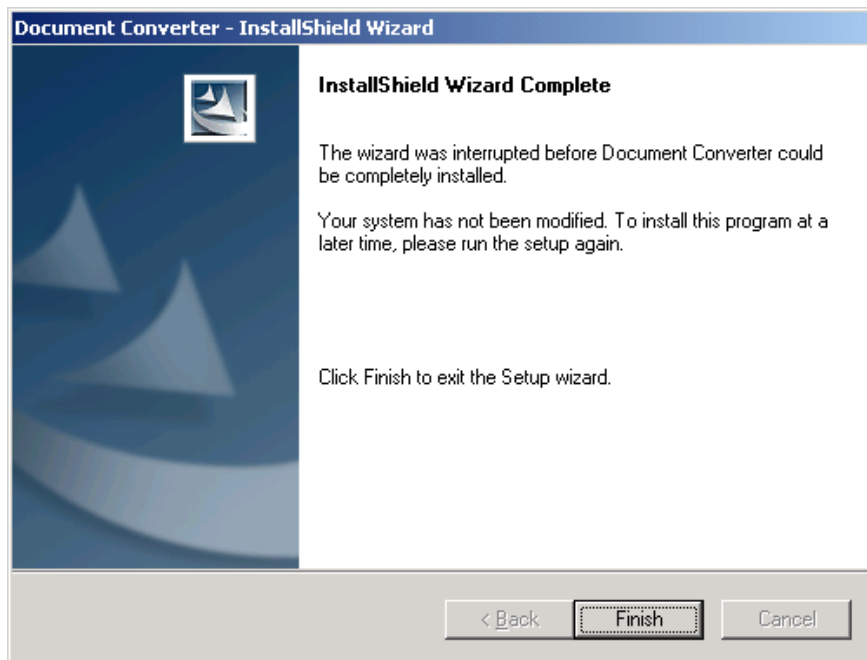 Document Converter - InstallShield Wizard
InstallShield Wizard Complete
The wizard was interrupted before Document Converter could
be completely installed.
Your system has not been modified. To install this program at a
later time, please run the setup again.
Click Finish to exit the Setup wizard.
< Back
Finish
Cancel